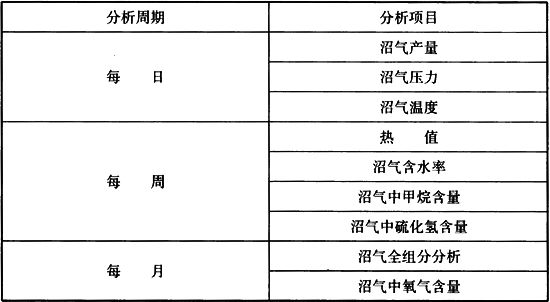 分析周期 分析项目
每 日
沼气产量
沼气压力
沼气温度
每 周
热 值
沼气含水率
沼气中甲烷含量
沼气中硫化氢含量
每 月
沼气全组分分析
沼气中氧气含量